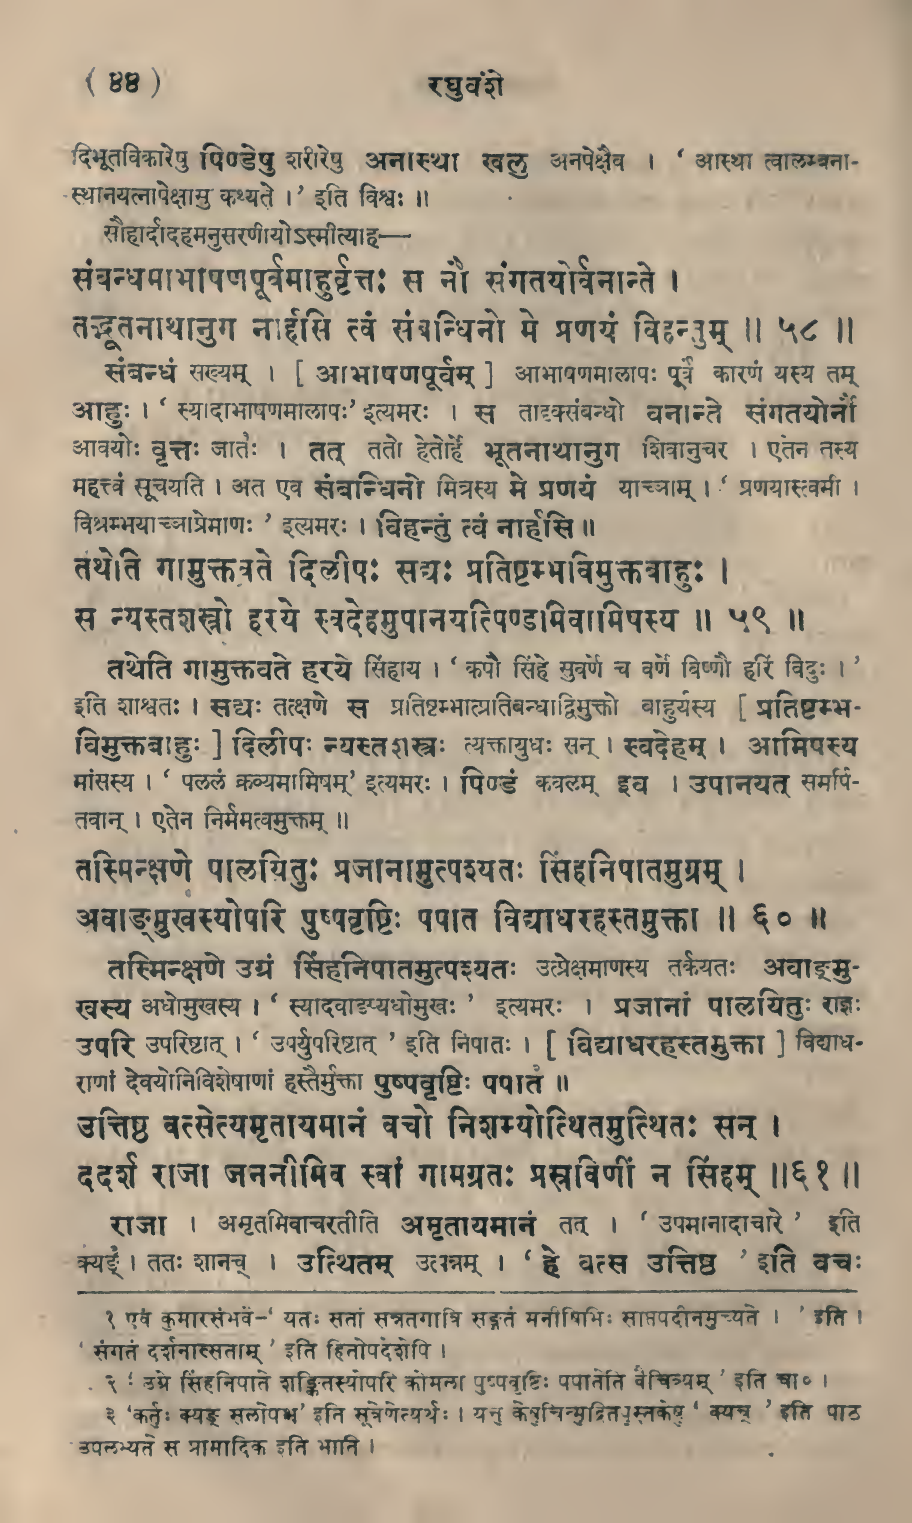 ( ४४ ) रघुवंशे
दिभूतविकारेषु पिण्डेषु शरीरेषु अनास्था खलु अनपेक्षैव । ‘ आस्था त्वालम्बना-
स्थानयत्नापेक्षासु कथ्यते ।’ इति विश्वः ॥
सौहार्दादहमनुसरणीयोऽस्मीत्याह—
संबन्धमाभाषणपूर्वमाहुर्वृत्तः स नौ संगतयोर्वनान्ते ।
तद्भूतनाथानुग नार्हसि त्वं संबन्धिनो मे प्रणयं विहन्तुम् ॥ ५८ ॥
संबन्धं सख्यम् । [ आभाषणपूर्वम् ] आभाषणमालापः पूर्वं कारणं यस्य तम्
आहुः । ‘ स्यादाभाषणमालापः’ इत्यमरः । स तादृक्संबन्धो वनान्ते संगतयोर्नौ
आवयोः वृत्तः जातः । तत् ततो हेतोर्हे भूतनाथानुग शिवानुचर । एतेन तस्य
महत्त्वं सूचयति । अत एव संबन्धिनो मित्रस्य मे प्रणयं याच्ञाम् । ‘ प्रणयास्त्वमी ।
विश्रम्भयाच्ञाप्रेमाणः ’ इत्यमरः । विहन्तुं त्वं नार्हसि ॥
तथेति गामुक्तवते दिलीपः सद्यः प्रतिष्टम्भविमुक्तबाहुः ।
स न्यस्तशस्त्रो हरये स्वदेहमुपानयत्पिण्डमिवामिषस्य ॥ ५९ ॥
तथेति गामुक्तवते हरये सिंहाय । ‘ कपौ सिंहे सुवर्णे च वर्णे विष्णौ हरिं विदुः । ’
इति शाश्वतः । सद्यः तत्क्षणे स प्रतिष्टम्भात्प्रतिबन्धाद्विमुक्तो बाहुर्यस्य [ प्रतिष्टम्भ-
विमुक्तबाहुः ] दिलीपः न्यस्तशस्त्रः त्यक्तायुधः सन् । स्वदेहम् । आमिषस्य
मांसस्य । ‘ पललं क्रव्यमामिषम्’ इत्यमरः । पिण्डं कवलम् इव । उपानयत् समर्पि-
तवान् । एतेन निर्ममत्वमुक्तम् ॥
तस्मिन्क्षणे पालयितुः प्रजानामुत्पश्यतः सिंहनिपातमुग्रम् ।
अवाङ्मुखस्योपरि पुष्पवृष्टिः पपात विद्याधरहस्तमुक्ता ॥ ६० ॥
तस्मिन्क्षणे उग्रं सिंहनिपातमुत्पश्यतः उत्प्रेक्षमाणस्य तर्कयतः अवाङ्मु-
खस्य अधोमुखस्य । ‘ स्यादवाङप्यधोमुखः ’ इत्यमरः । प्रजानां पालयितुः राज्ञः
उपरि उपरिष्टात् । ‘ उपर्युपरिष्टात् ’ इति निपातः । [ विद्याधरहस्तमुक्ता ] विद्याध-
राणां देवयोनिविशेषाणां हस्तैर्मुक्ता पुष्पवृष्टिः पपात ॥
उत्तिष्ठ वत्सेत्यमृतायमानं वचो निशम्योत्थितमुत्थितः सन् ।
ददर्श राजा जननीमिव स्वां गामग्रतः प्रस्रविणीं न सिंहम् ॥६१॥
राजा । अमृतमिवाचरतीति अमृतायमानं तत् । ‘ उपमानादाचारे ’ इति
क्यङ् । ततः शानच् । उत्थितम् उत्पन्नम् । ‘ हे वत्स उत्तिष्ठ ’ इति वचः
१ एवं कुमारसंभवे–‘ यतः सतां सन्नतगात्रि सङ्गतं मनीषिभिः साप्तपदीनमुच्यते । ’ इति ।
‘ संगतं दर्शनात्सताम् ’ इति हितोपदेशेपि ।
२ ‘ उग्रे सिंहनिपाते शङ्कितस्योपरि कोमला पुष्पवृष्टिः पपातेति वैचित्र्यम् ’ इति चा० ।
३ ‘कर्तुः क्यङ् सलोपश्च’ इति सूत्रेणेत्यर्थः । यत्तु केषुचिन्मुद्रितपुस्तकेषु ‘ क्यच् ’ इति पाठ
उपलभ्यते स प्रामादिक इति भाति ।